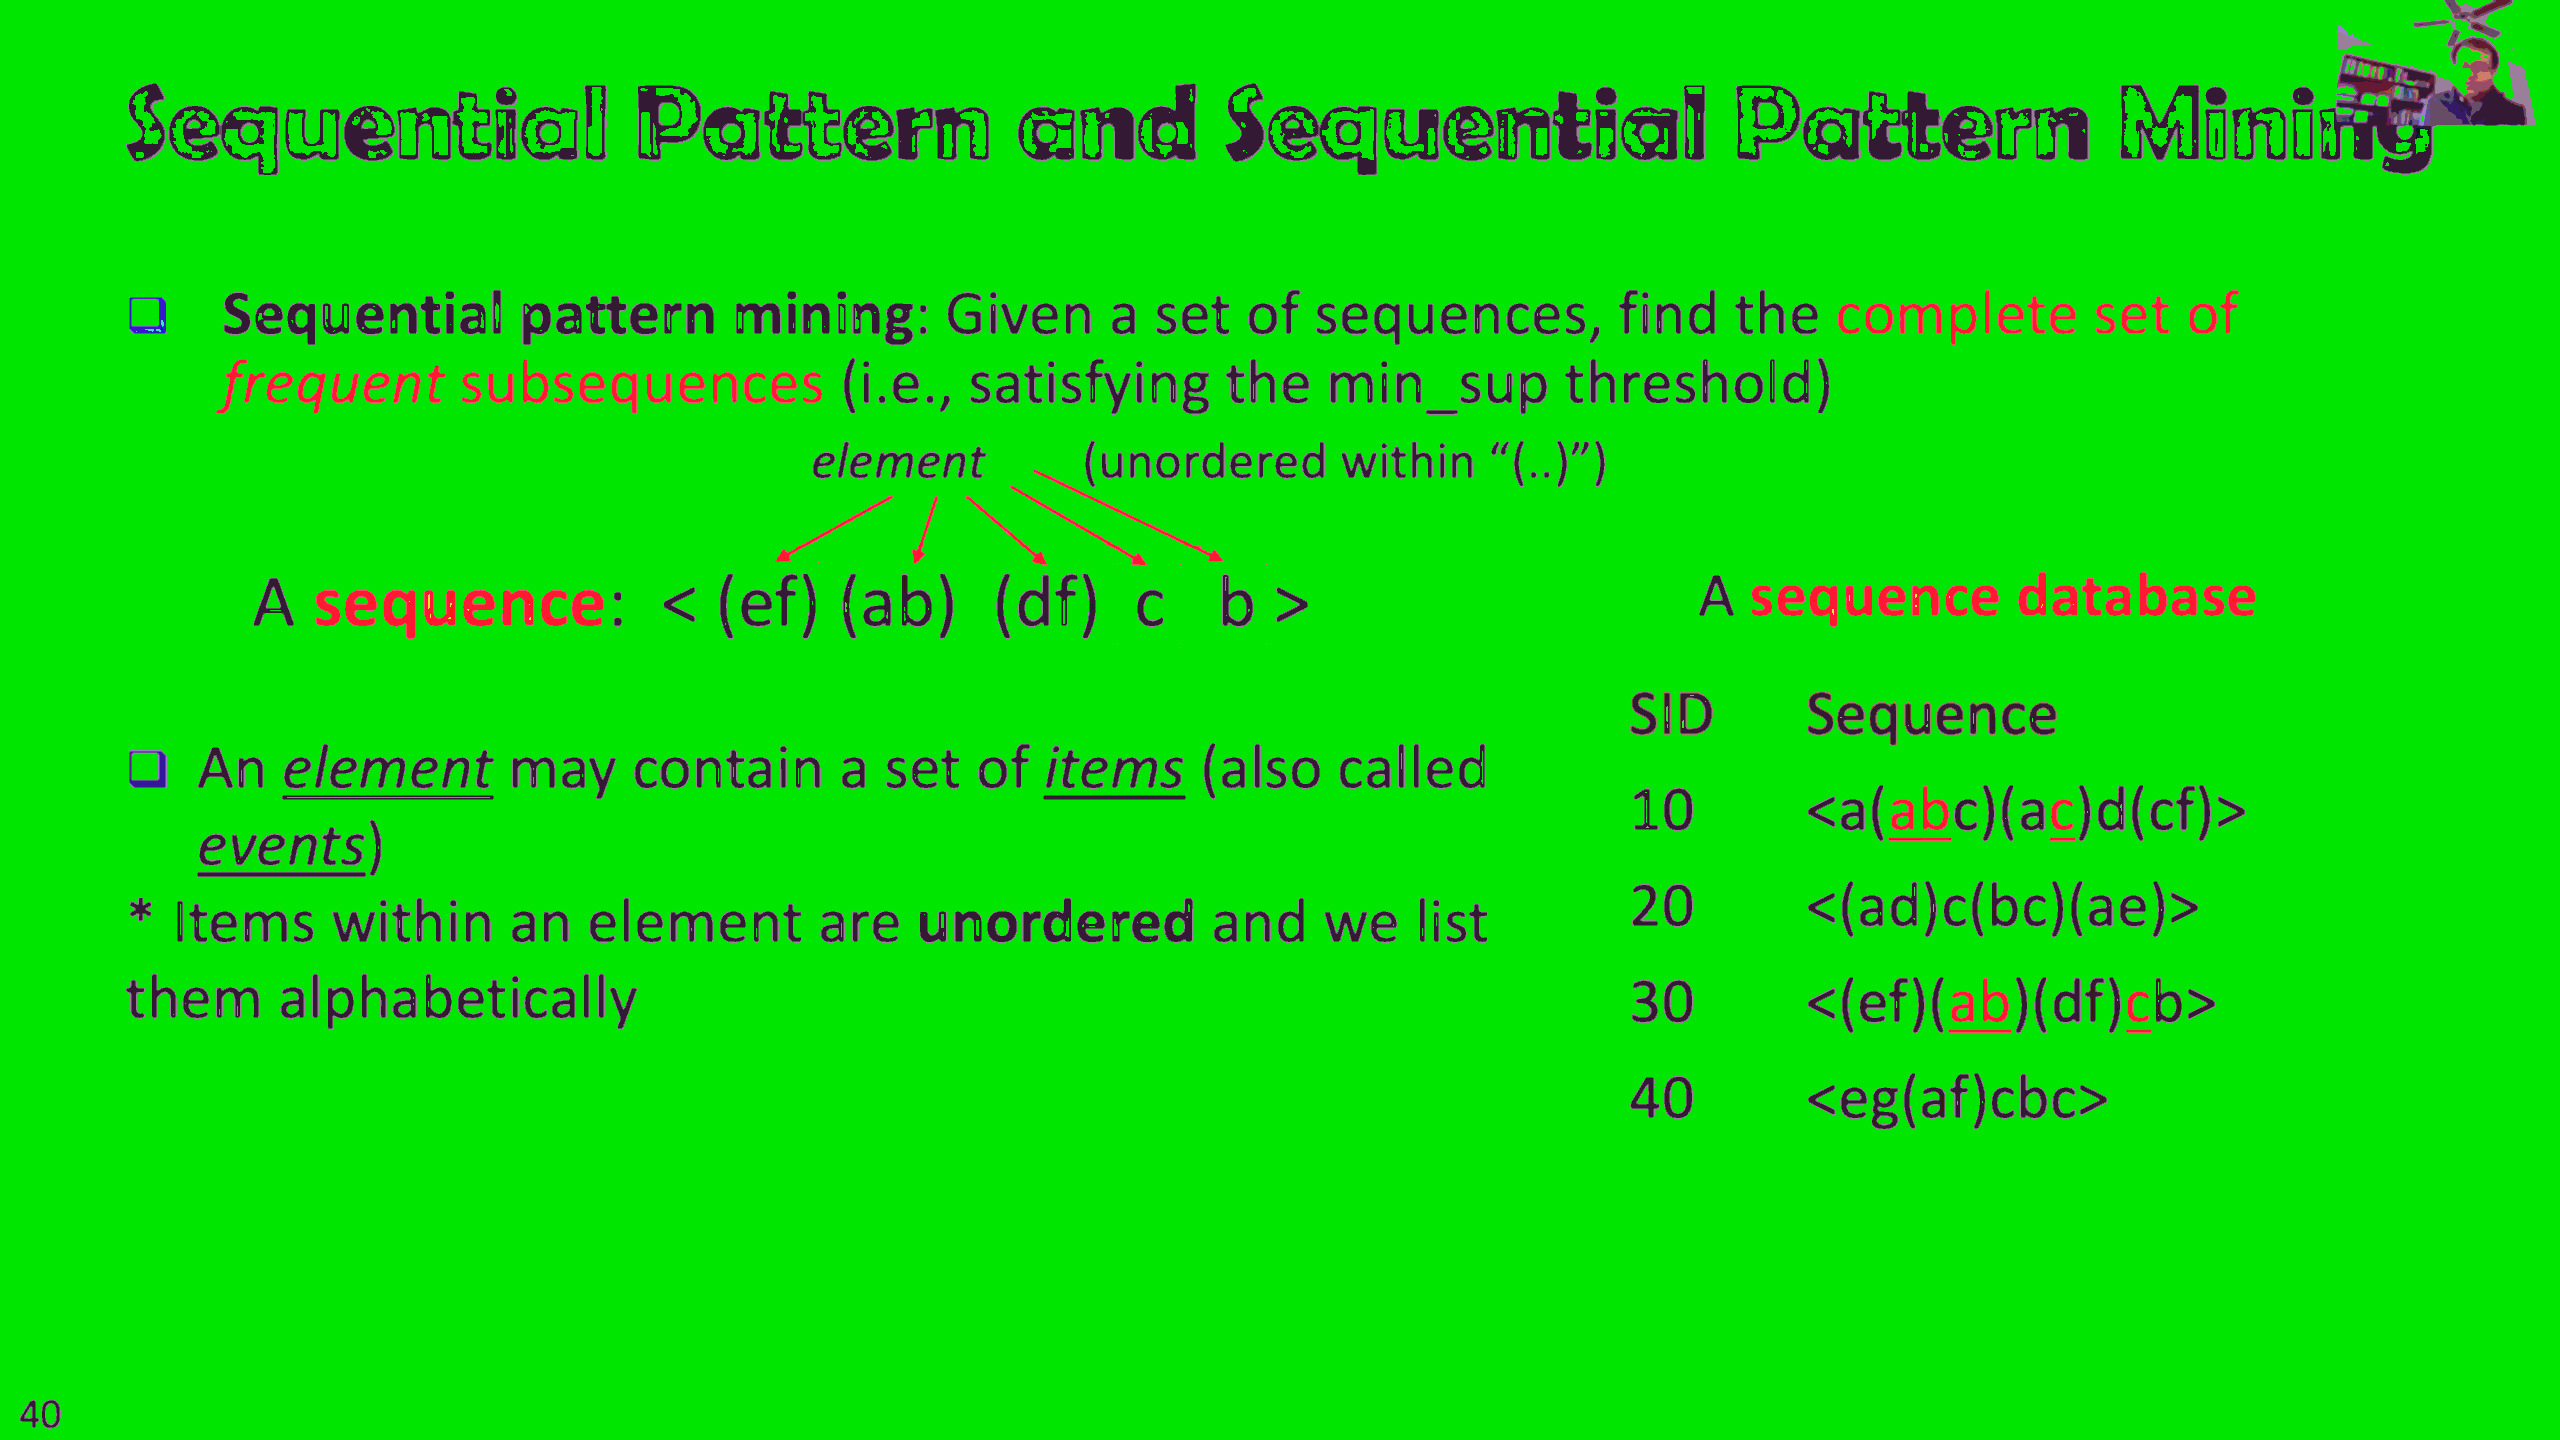 Sequential Pattern and Sequential Pattern Mining
❑ Sequential pattern mining: Given a set of sequences, find the complete set of
frequent subsequences (i.e., satisfying the min_sup threshold)
element (unordered within “(..)”)
A sequence: < (ef) (ab) (df) c b >
❑ An element may contain a set of items (also called
events)
* Items within an element are unordered and we list
them alphabetically
A sequence database
SID Sequence
10 <a(abc)(ac)d(cf)>
20 <(ad)c(bc)(ae)>
30 <(ef)(ab)(df)cb>
40 <eg(af)cbc>
40